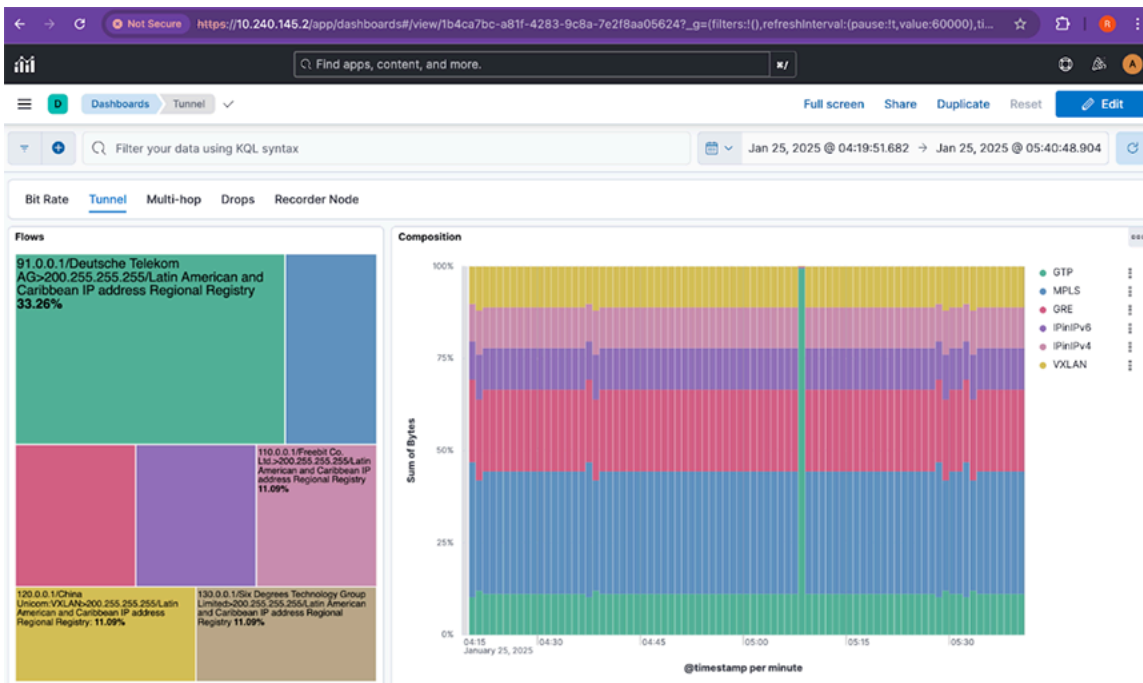 Not Secure https://10.240.145.2/app/dashboards#/view/1b4ca7bc-a81f-4283-9c8a-7e2f8aa05624?_g=(filters:!(),refreshInterval:(pause:!t,value:60000),ti...
R
Find apps, content, and more.
⌘/
A
D
Dashboards
Tunnel
Full screen
Share
Duplicate
Reset
Edit
Filter your data using KQL syntax
Jan 25, 2025 @ 04:19:51.682 → Jan 25, 2025 @ 05:40:48.904
Bit Rate
Tunnel
Multi-hop
Drops
Recorder Node
Flows
91.0.0.1/Deutsche Telekom
AG>200.255.255.255/Latin American and
Caribbean IP address Regional Registry
33.26%
110.0.0.1/Freebit Co.
Ltd.>200.255.255.255/Latin
American and Caribbean IP
address Regional Registry
11.09%
120.0.0.1/China
Unicom:VXLAN>200.255.255.255/Latin
American and Caribbean IP address
Regional Registry: 11.09%
130.0.0.1/Six Degrees Technology Group
Limited>200.255.255.255/Latin American
and Caribbean IP address Regional
Registry 11.09%
Composition
100%
75%
50%
25%
0%
Sum of Bytes
04:15
January 25, 2025
04:30
04:45
05:00
05:15
05:30
@timestamp per minute
GTP
MPLS
GRE
IPinIPv6
IPinIPv4
VXLAN